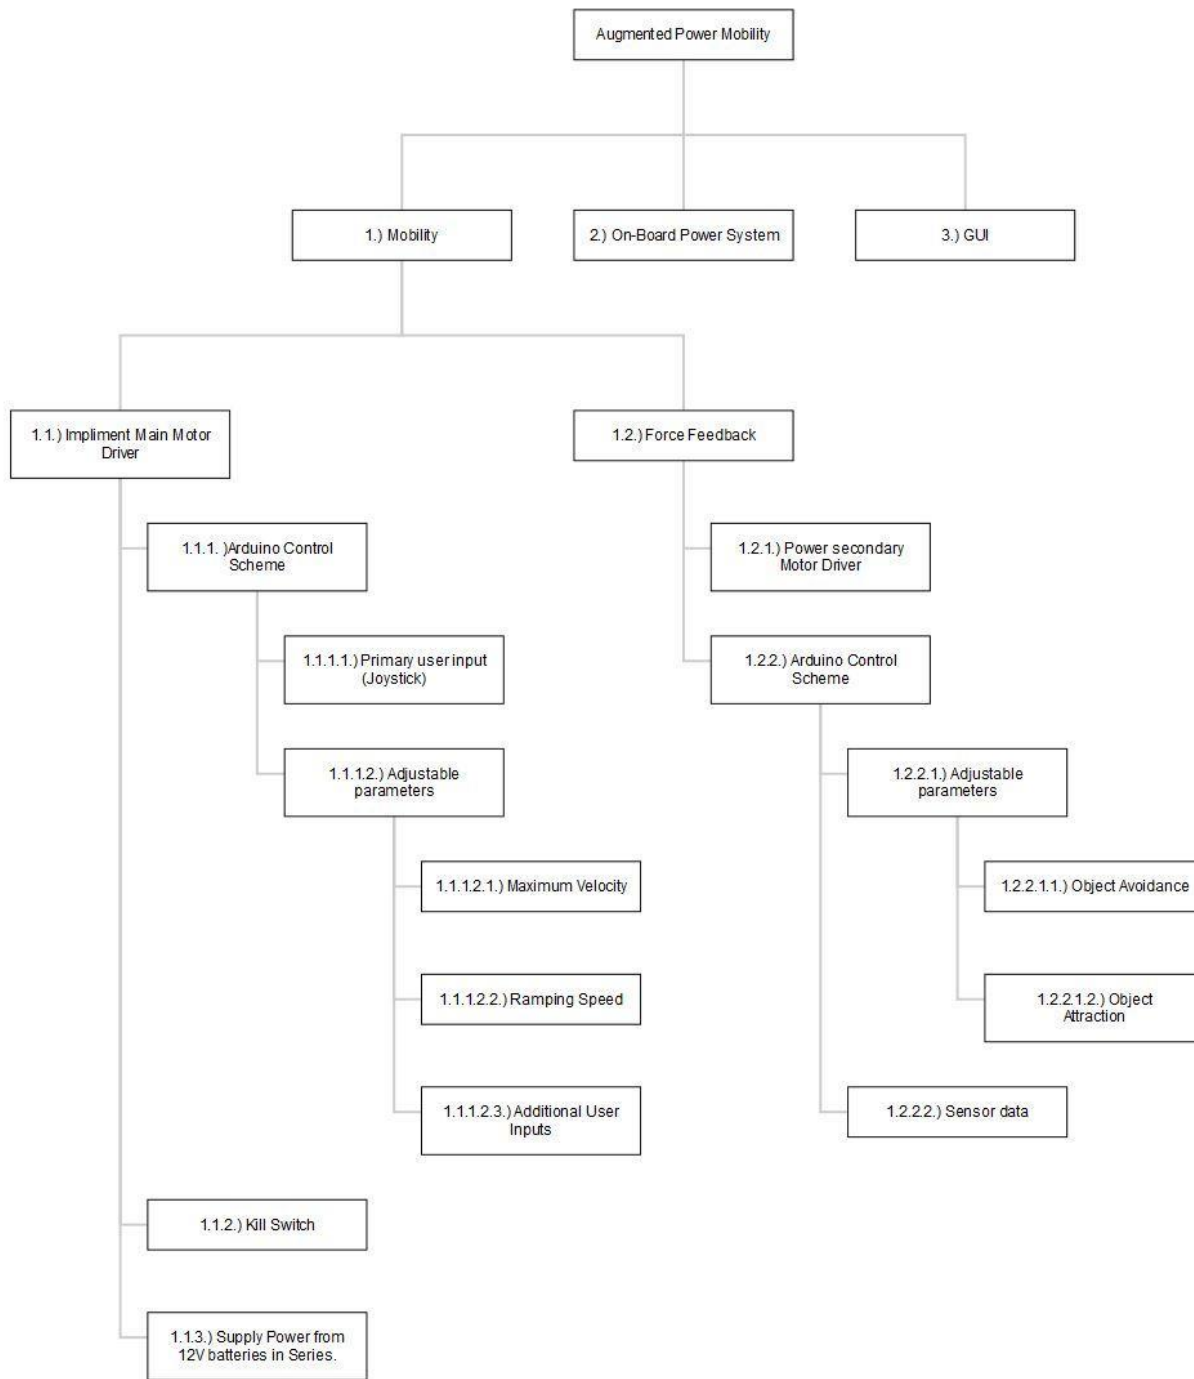 Augmented Power Mobility
1.) Mobility
2.) On-Board Power System
3.) GUI
1.1.) Impliment Main Motor
Driver
1.2.) Force Feedback
1.1.1. )Arduino Control
Scheme
1.2.1.) Power secondary
Motor Driver
1.1.1.1.) Primary user input
(Joystick)
1.2.2.) Arduino Control
Scheme
1.1.1.2.) Adjustable
parameters
1.2.2.1.) Adjustable
parameters
1.1.1.2.1.) Maximum Velocity
1.2.2.1.1.) Object Avoidance
1.1.1.2.2.) Ramping Speed
1.2.2.1.2.) Object
Attraction
1.1.1.2.3.) Additional User
Inputs
1.2.2.2.) Sensor data
1.1.2.) Kill Switch
1.1.3.) Supply Power from
12V batteries in Series.